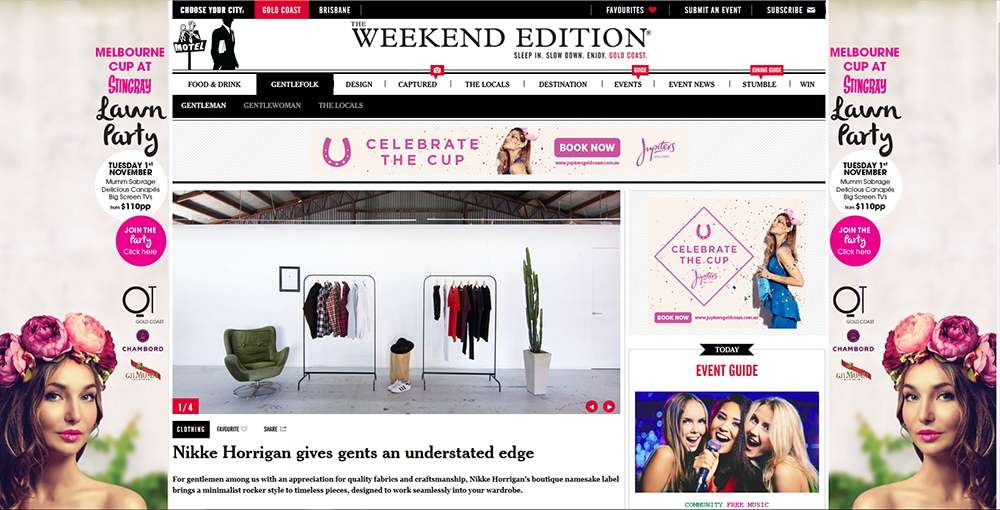 CHOOSE YOUR CITY.
GOLD COAST
BRISBANE
FAVOURITES
SUBMIT AN EVENT
SUBSCRIBE
MOTEL
THE
WEEKEND EDITION®
SLEEP IN. SLOW DOWN. ENJOY. GOLD COAST.
FOOD & DRINK
GENTLEFOLK
DESIGN
CAPTURED
THE LOCALS
DESTINATION
GUIDE
EVENTS
EVENT NEWS
DINING GUIDE
STUMBLE
WIN
GENTLEMAN
GENTLEWOMAN
THE LOCALS
MELBOURNE
CUP AT
STINGRAY
Lawn
Party
TUESDAY 1st
NOVEMBER
Mumm Sabrage
Delicious Canapés
Big Screen TVs
from $110pp
JOIN THE
Party
Click here
QT
GOLD COAST
CHAMBORD
G.H.MUMM
CELEBRATE
THE CUP
BOOK NOW
www.jupitersgoldcoast.com.au
Jupiters
1/4
CLOTHING
FAVOURITE
SHARE
Nikke Horrigan gives gents an understated edge
For gentlemen among us with an appreciation for quality fabrics and craftsmanship, Nikke Horrigan's boutique namesake label
brings a minimalist rocker style to timeless pieces, designed to work seamlessly into your wardrobe.
CELEBRATE
THE CUP
Jupiters
BOOK NOW
www.jupitersgoldcoast.com.au
TODAY
EVENT GUIDE
COMMUNITY FREE MUSIC
MELBOURNE
CUP AT
STINGRAY
Lawn
Party
TUESDAY 1st
NOVEMBER
Mumm Sabrage
Delicious Canapés
Big Screen TVs
from $110pp
JOIN THE
Party
Click here
QT
GOLD COAST
CHAMBORD
G.H.MUMM